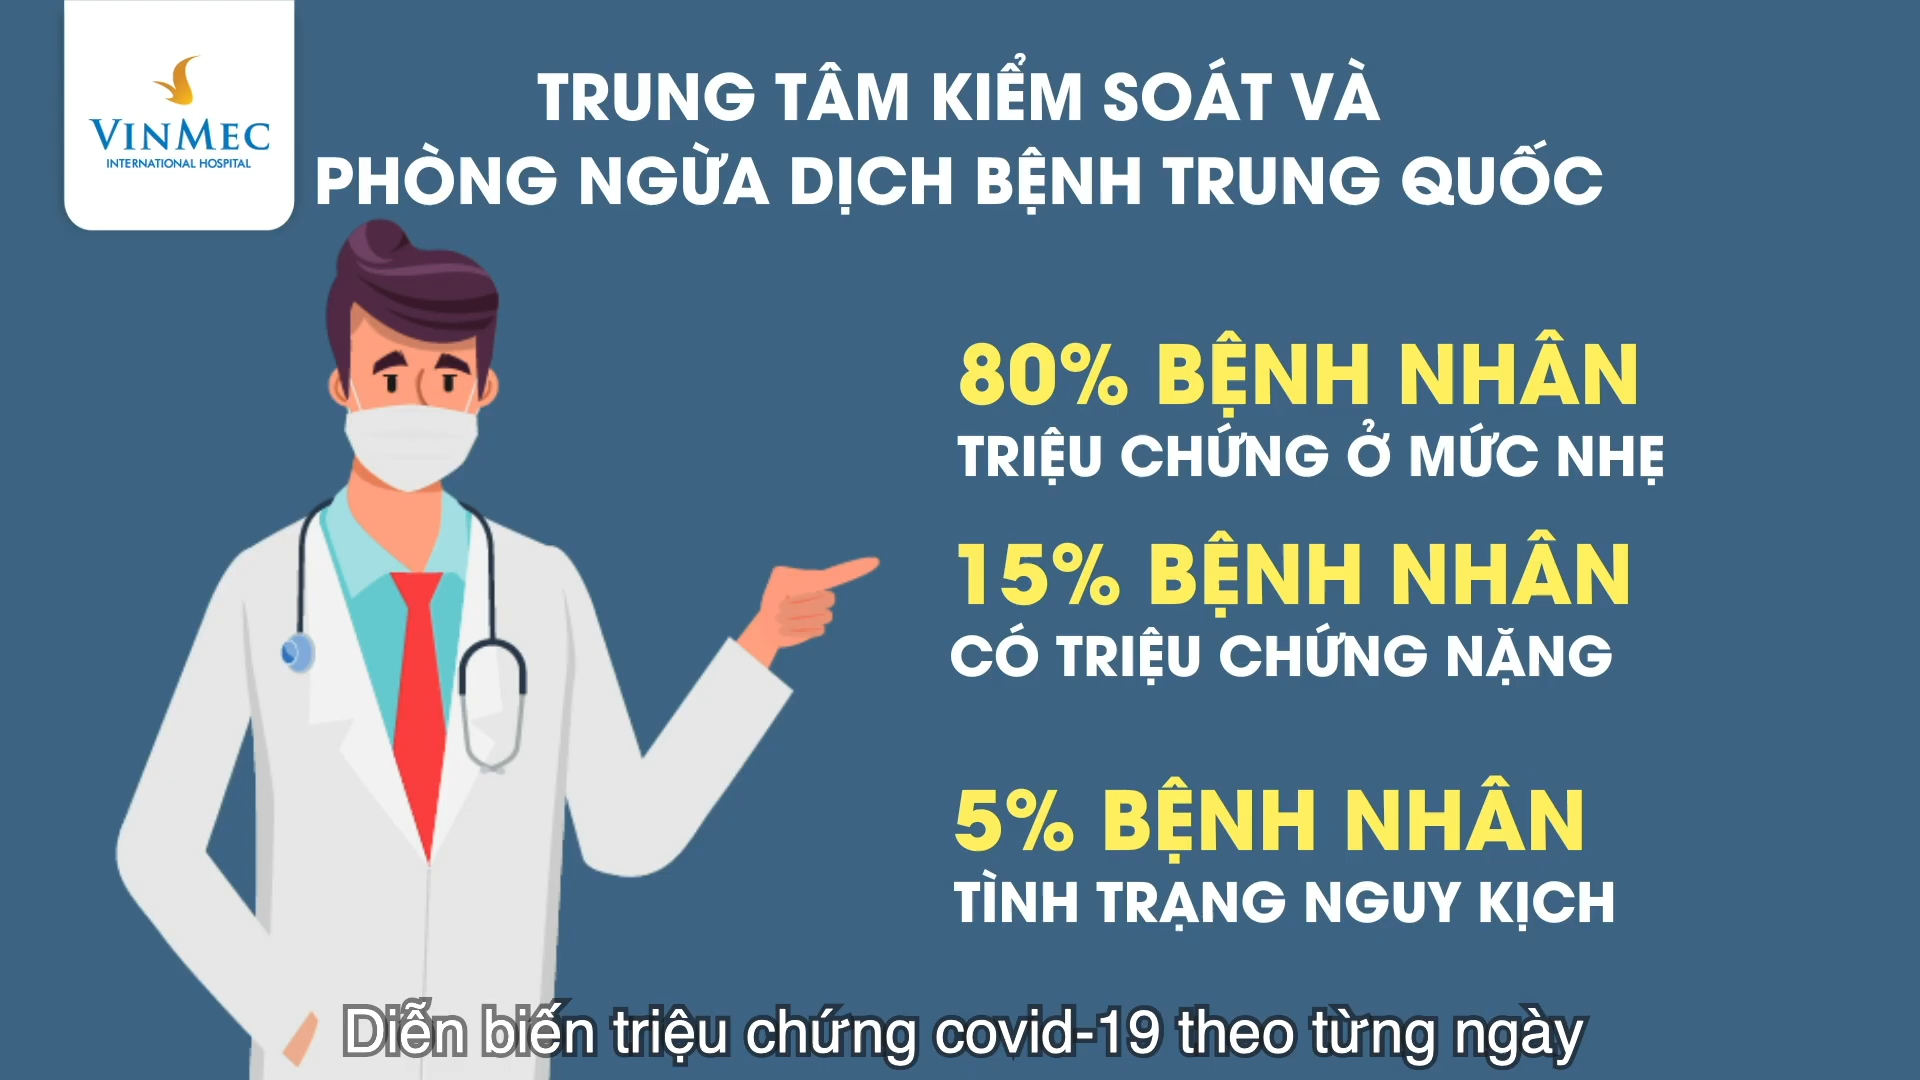 VINMEC
INTERNATIONAL HOSPITAL
TRUNG TÂM KIỂM SOÁT VÀ
PHÒNG NGỪA DỊCH BỆNH TRUNG QUỐC
80% BỆNH NHÂN
TRIỆU CHỨNG Ở MỨC NHẸ
15% BỆNH NHÂN
CÓ TRIỆU CHỨNG NẶNG
5% BỆNH NHÂN
TÌNH TRẠNG NGUY KỊCH
Diễn biến triệu chứng covid-19 theo từng ngày